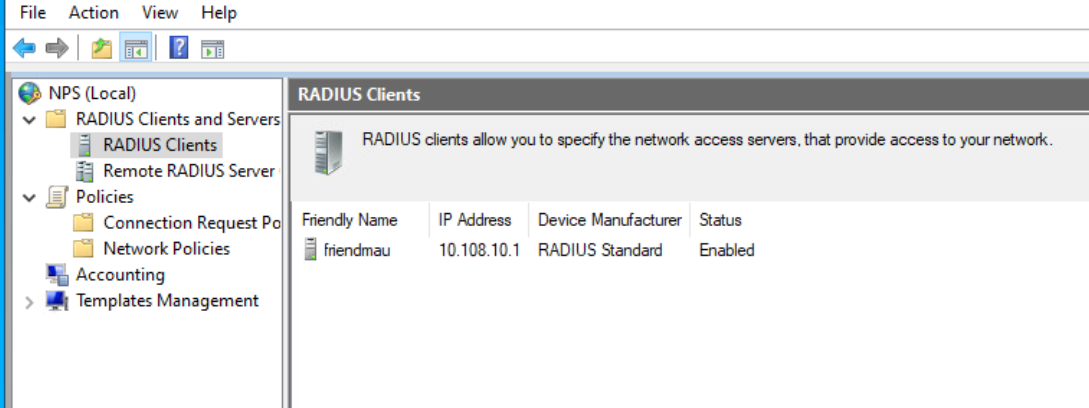 File Action View Help
NPS (Local)
RADIUS Clients and Servers
RADIUS Clients
Remote RADIUS Server
Policies
Connection Request Po
Network Policies
Accounting
Templates Management
RADIUS Clients
RADIUS clients allow you to specify the network access servers, that provide access to your network.
Friendly Name IP Address Device Manufacturer Status
friendmau 10.108.10.1 RADIUS Standard Enabled